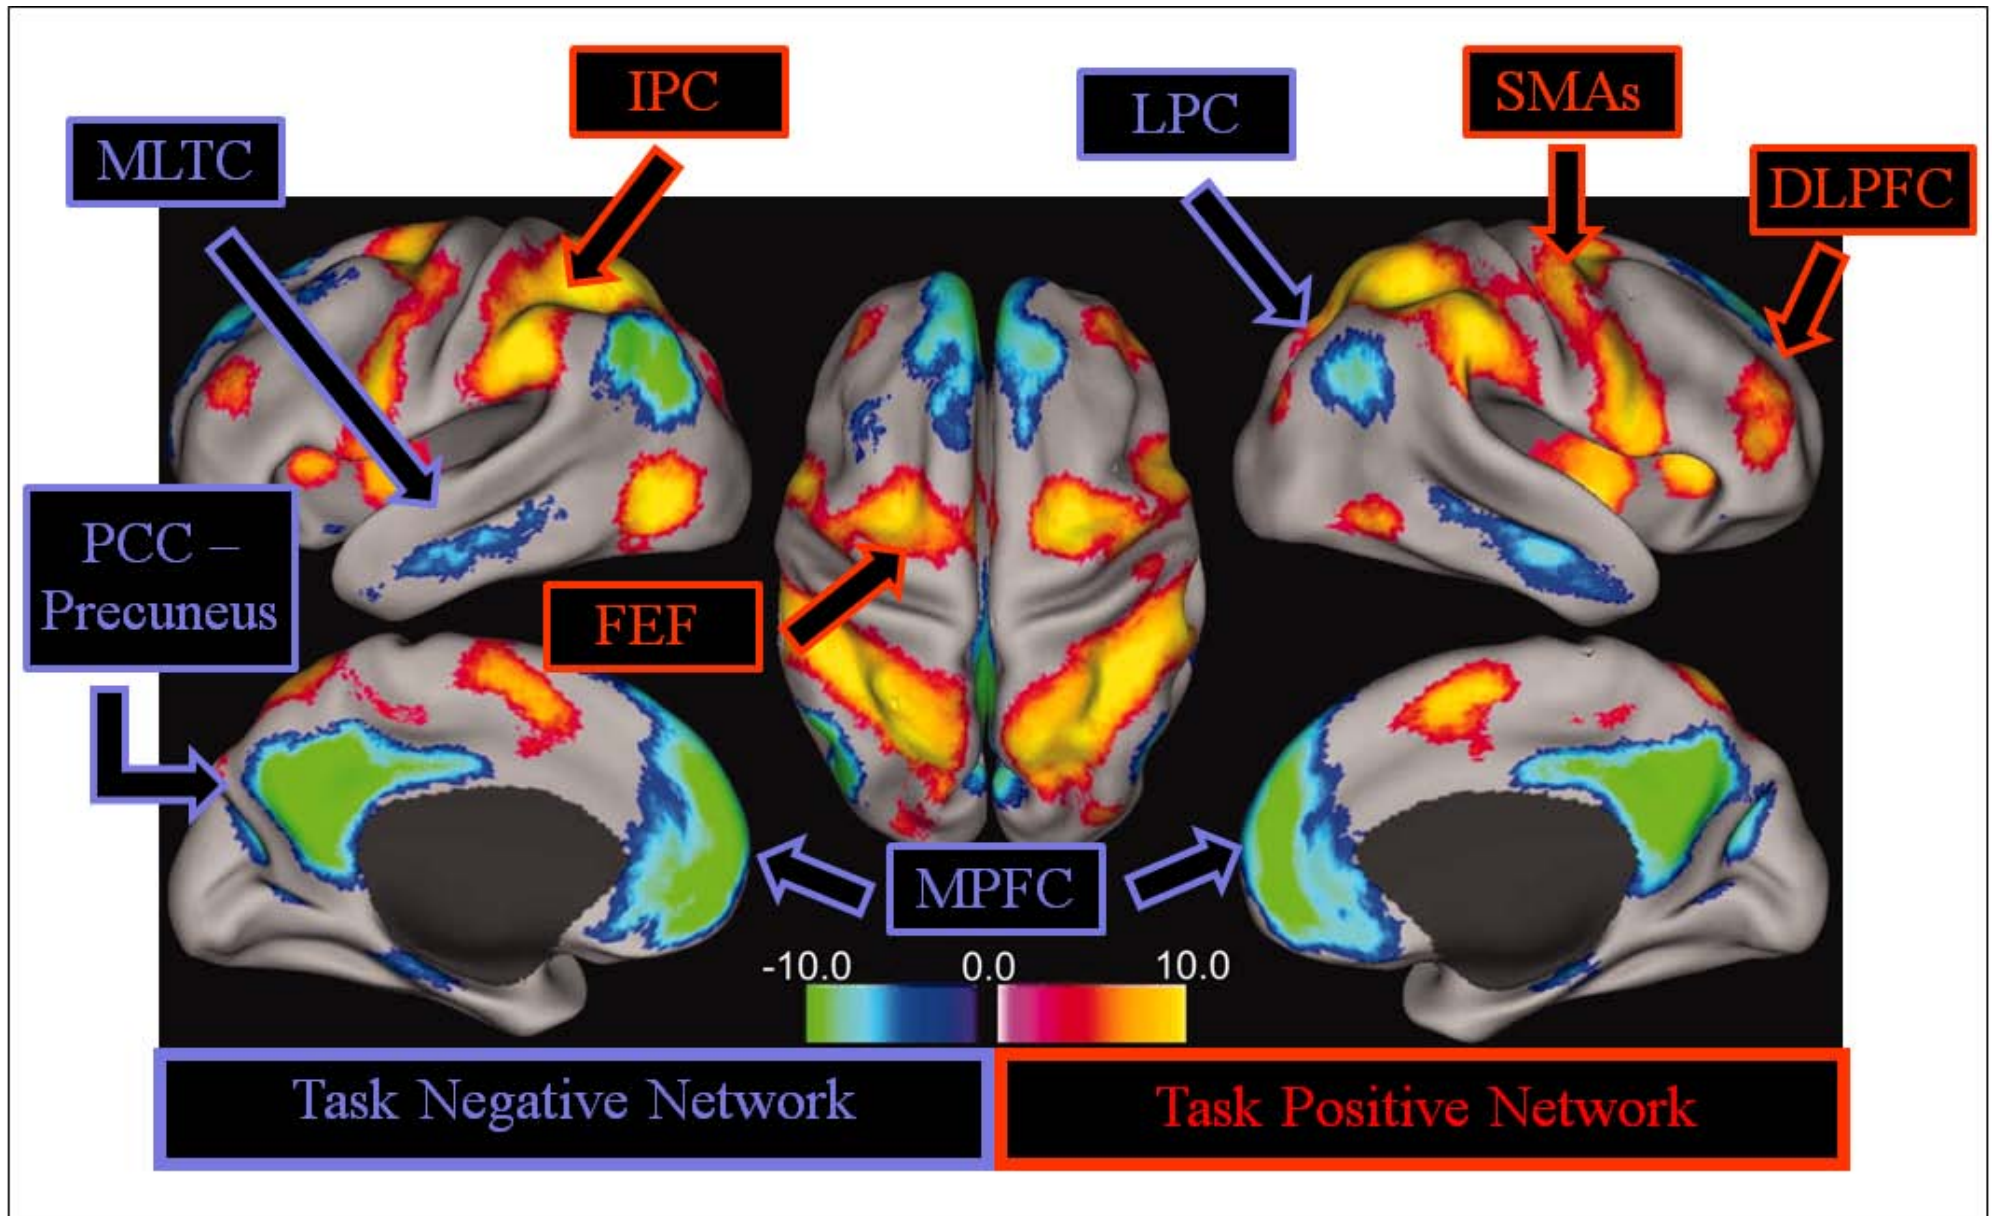 IPC
LPC
SMAs
MLTC
DLPFC
PCC –
Precuneus
FEF
MPFC
-10.0 0.0 10.0
Task Negative Network
Task Positive Network